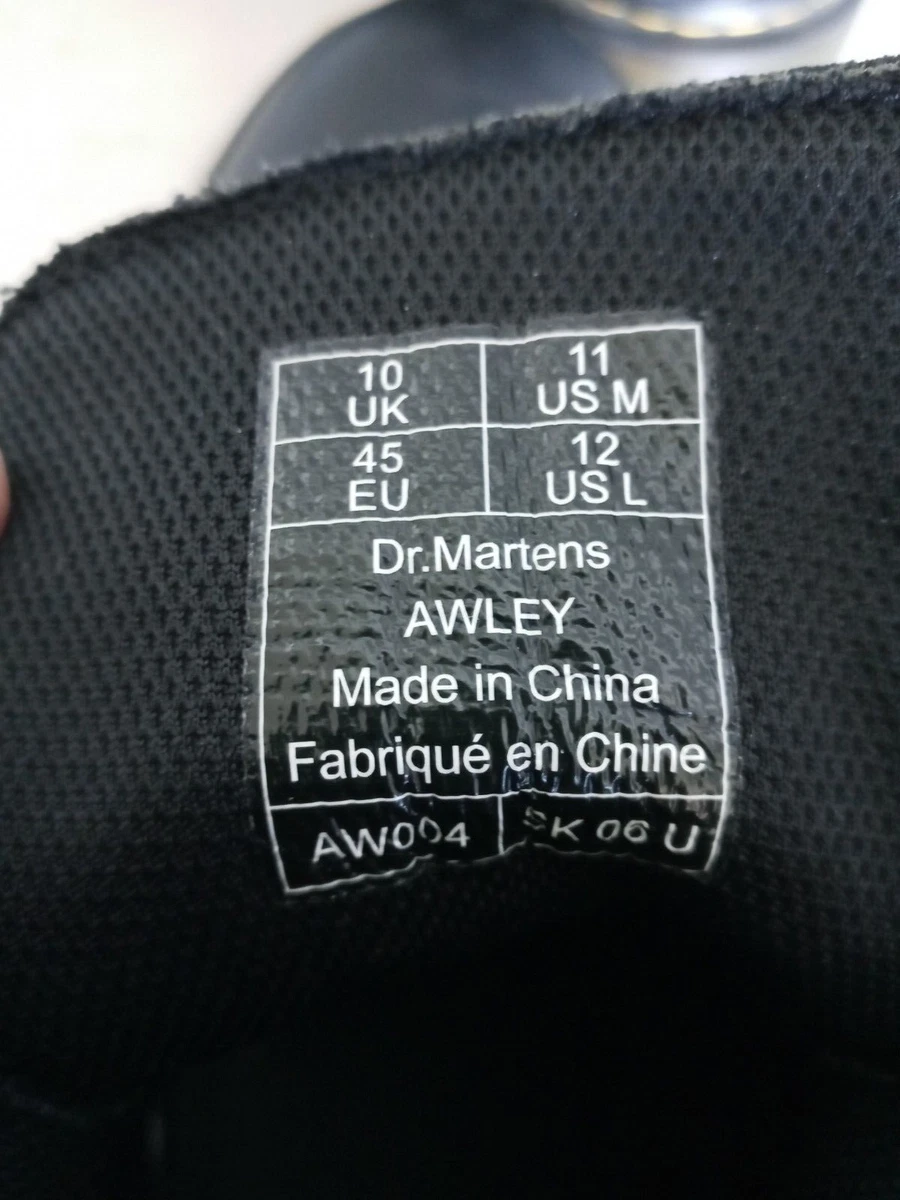 10
UK
11
US M
45
EU
12
US L
Dr.Martens
AWLEY
Made in China
Fabriqué en Chine
AW004
SK 06 U